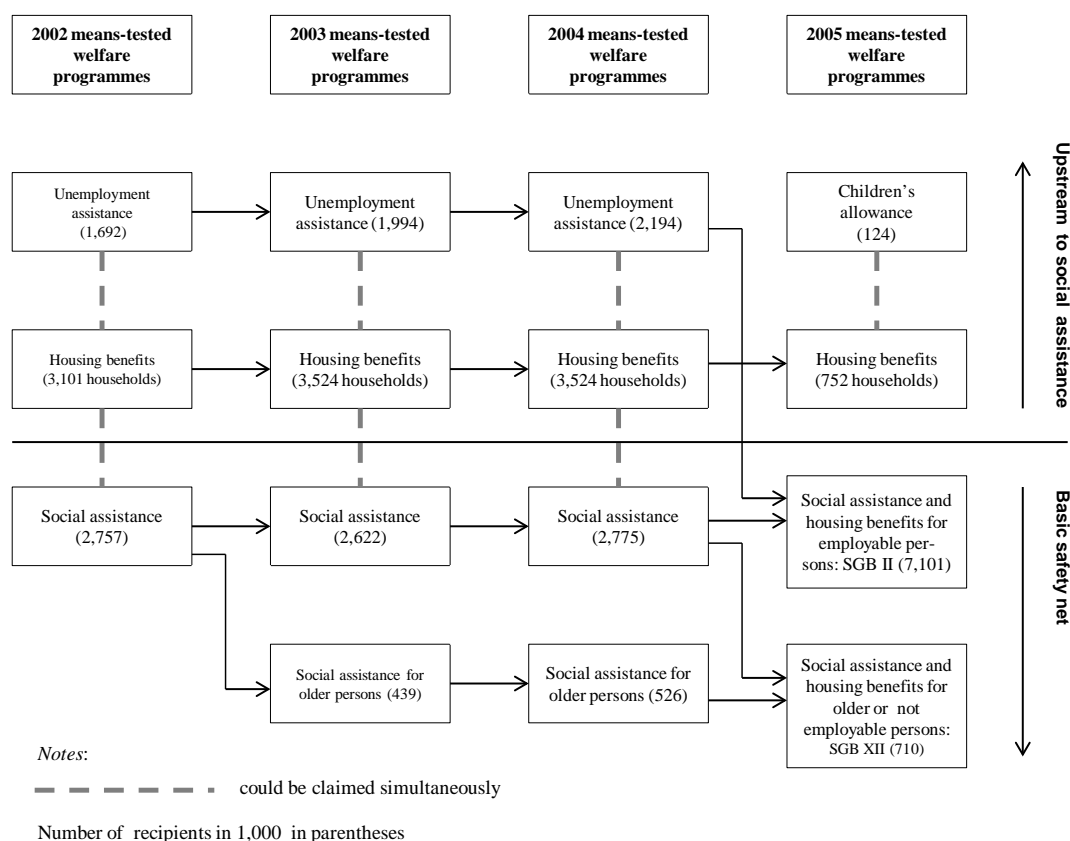 2002 means-tested
welfare
programmes
2003 means-tested
welfare
programmes
2004 means-tested
welfare
programmes
2005 means-tested
welfare
programmes
Unemployment
assistance
(1,692)
Unemployment
assistance (1,994)
Unemployment
assistance (2,194)
Children's
allowance
(124)
Housing benefits
(3,101 households)
Housing benefits
(3,524 households)
Housing benefits
(3,524 households)
Housing benefits
(752 households)
Upstream to social assistance
Social assistance
(2,757)
Social assistance
(2,622)
Social assistance
(2,775)
Social assistance and
housing benefits for
employable per-
sons: SGB II (7,101)
Social assistance for
older persons (439)
Social assistance for
older persons (526)
Social assistance and
housing benefits for
older or not
employable persons:
SGB XII (710)
Basic safety net
Notes:
could be claimed simultaneously
Number of recipients in 1,000 in parentheses